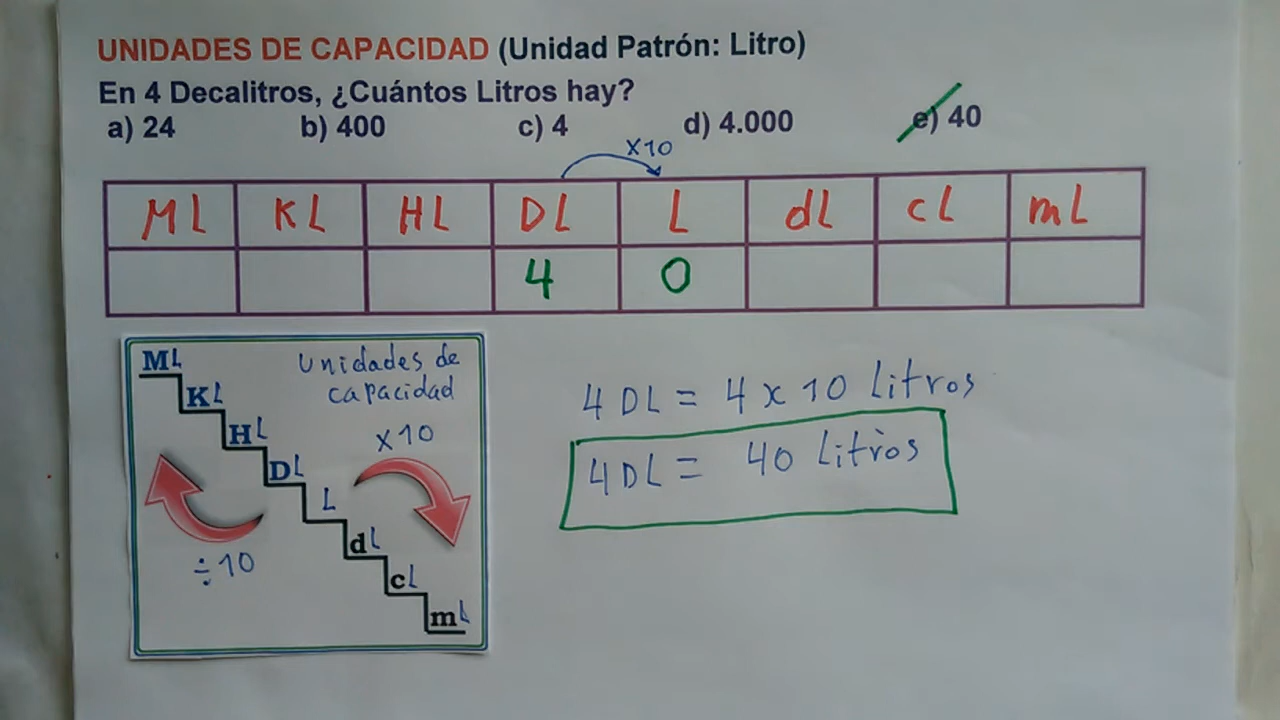 UNIDADES DE CAPACIDAD (Unidad Patrón: Litro)
En 4 Decalitros, ¿Cuántos Litros hay?
a) 24 b) 400 c) 4 d) 4.000 e) 40
x10
ML KL HL DL L dL cL mL
4 0
ML
KL
HL
DL
L
dL
cL
mL
Unidades de
capacidad
x10
÷10
4 DL = 4 x 10 Litros
4 DL = 40 Litros